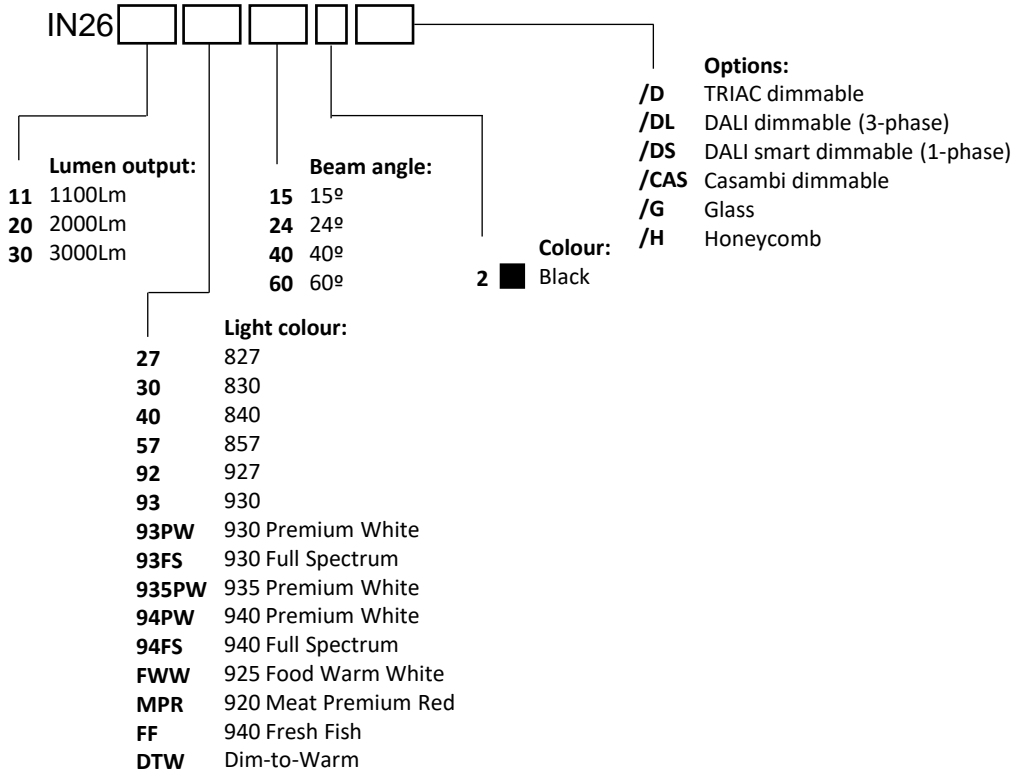 IN26
Options:
/D TRIAC dimmable
/DL DALI dimmable (3-phase)
/DS DALI smart dimmable (1-phase)
/CAS Casambi dimmable
/G Glass
/H Honeycomb
Lumen output:
11 1100Lm
20 2000Lm
30 3000Lm
Beam angle:
15 15º
24 24º
40 40º
60 60º
Colour:
2 Black
Light colour:
27 827
30 830
40 840
57 857
92 927
93 930
93PW 930 Premium White
93FS 930 Full Spectrum
935PW 935 Premium White
94PW 940 Premium White
94FS 940 Full Spectrum
FWW 925 Food Warm White
MPR 920 Meat Premium Red
FF 940 Fresh Fish
DTW Dim-to-Warm